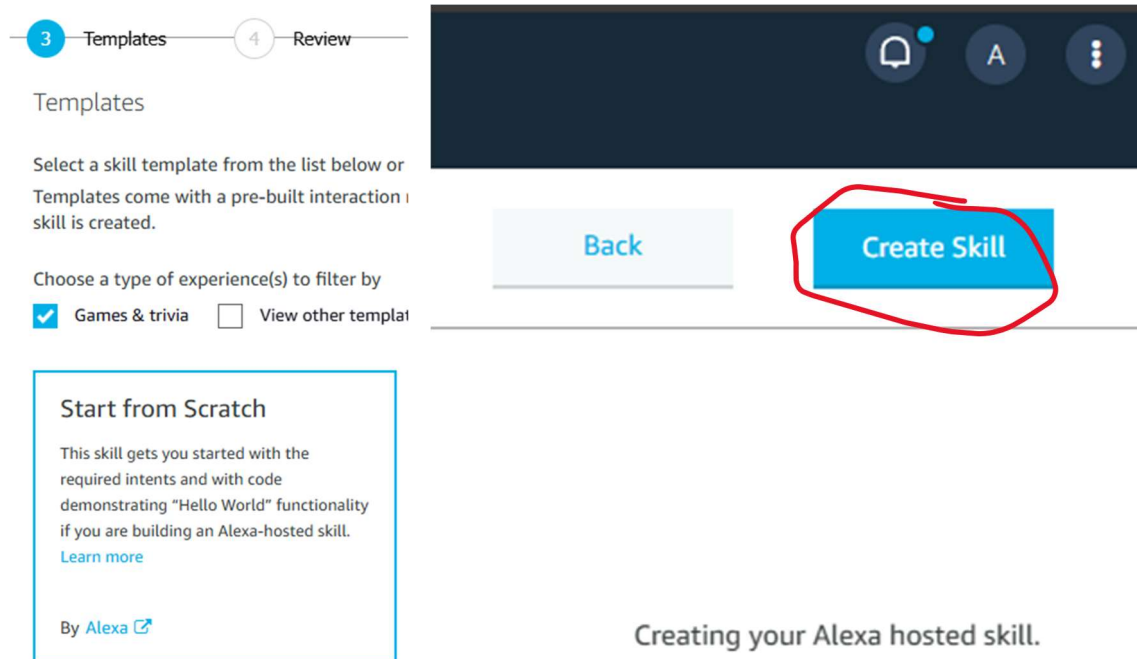 3 Templates 4 Review
Templates
Select a skill template from the list below or
Templates come with a pre-built interaction
skill is created.
Choose a type of experience(s) to filter by
Games & trivia View other templat
Start from Scratch
This skill gets you started with the
required intents and with code
demonstrating “Hello World” functionality
if you are building an Alexa-hosted skill.
Learn more
By Alexa
A
Back Create Skill
Creating your Alexa hosted skill.